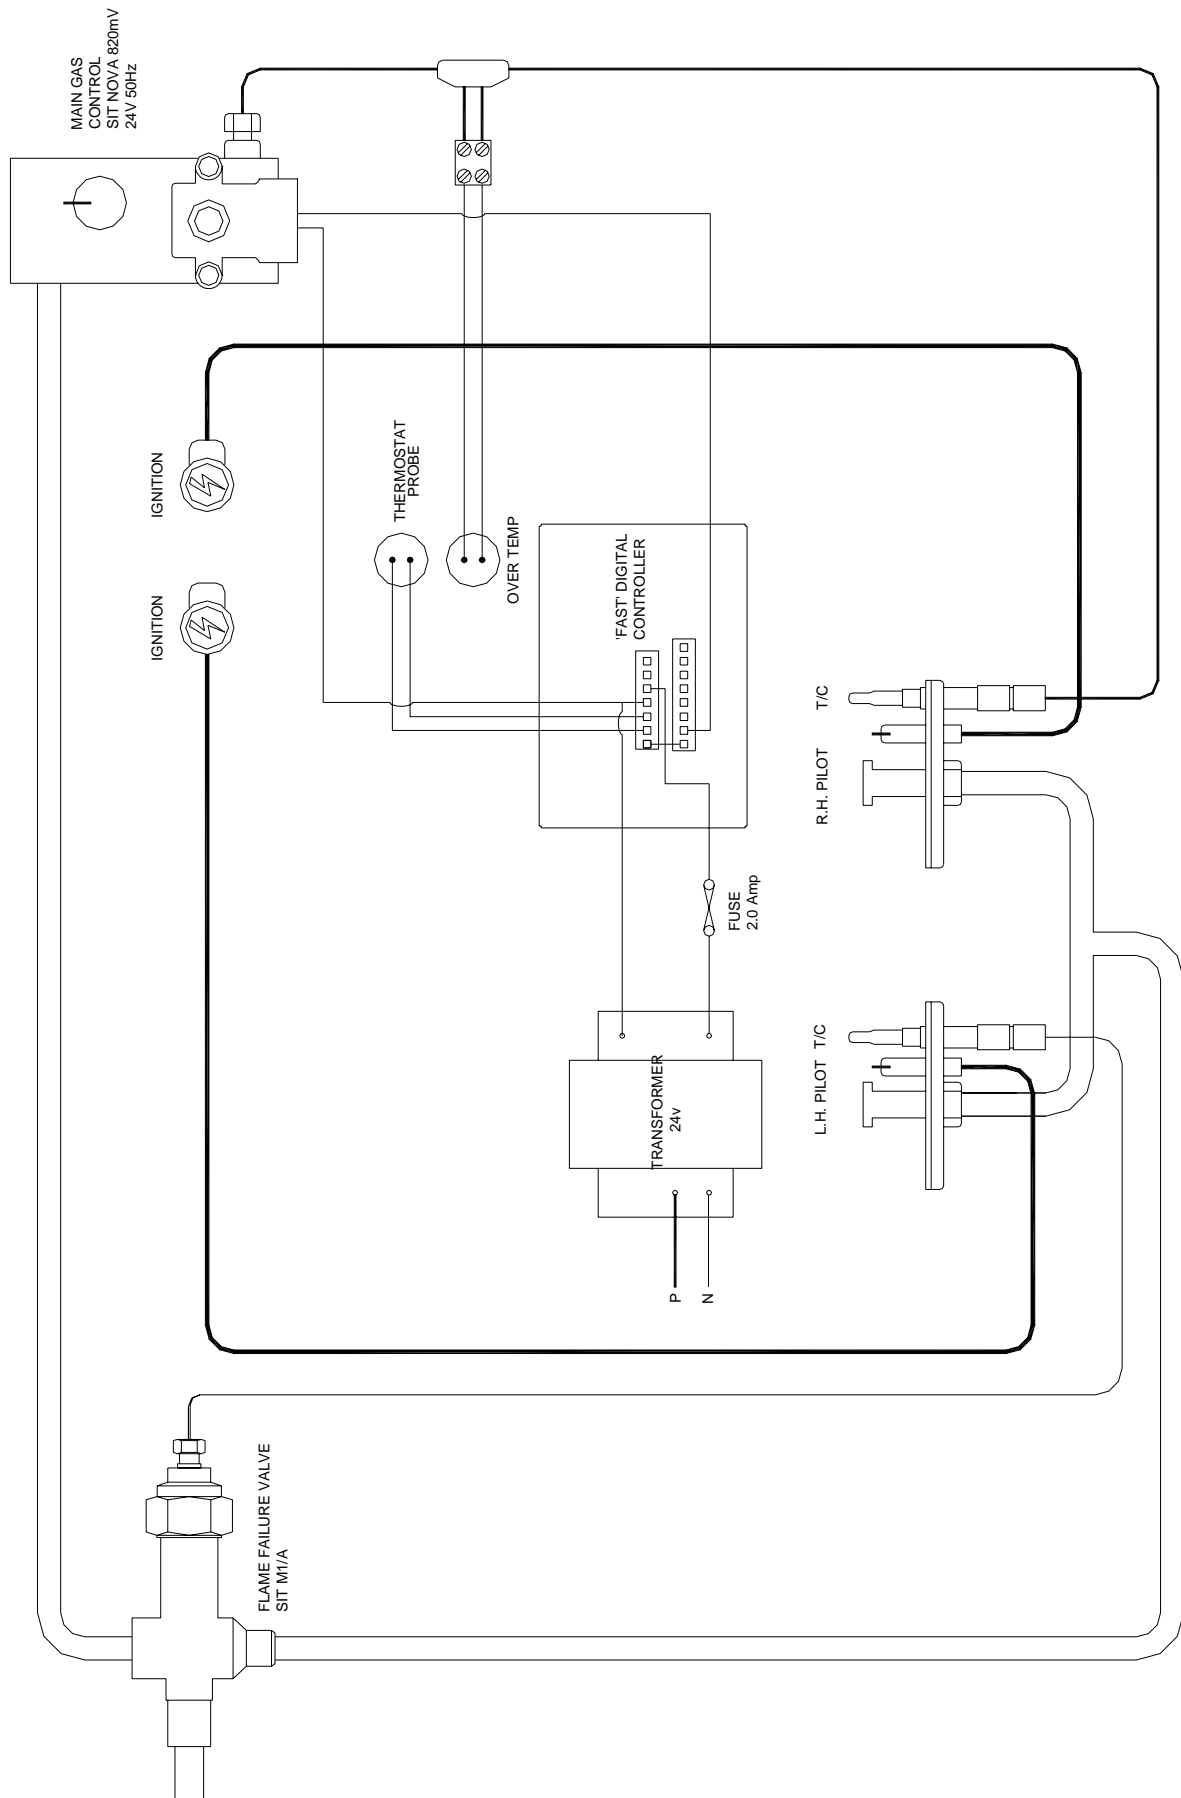 MAIN GAS
CONTROL
SIT NOVA 820mV
24V 50Hz
IGNITION
IGNITION
THERMOSTAT
PROBE
OVER TEMP
'FAST' DIGITAL
CONTROLLER
R.H. PILOT T/C
FUSE
2.0 Amp
TRANSFORMER
24v
L.H. PILOT T/C
P
N
FLAME FAILURE VALVE
SIT M1/A